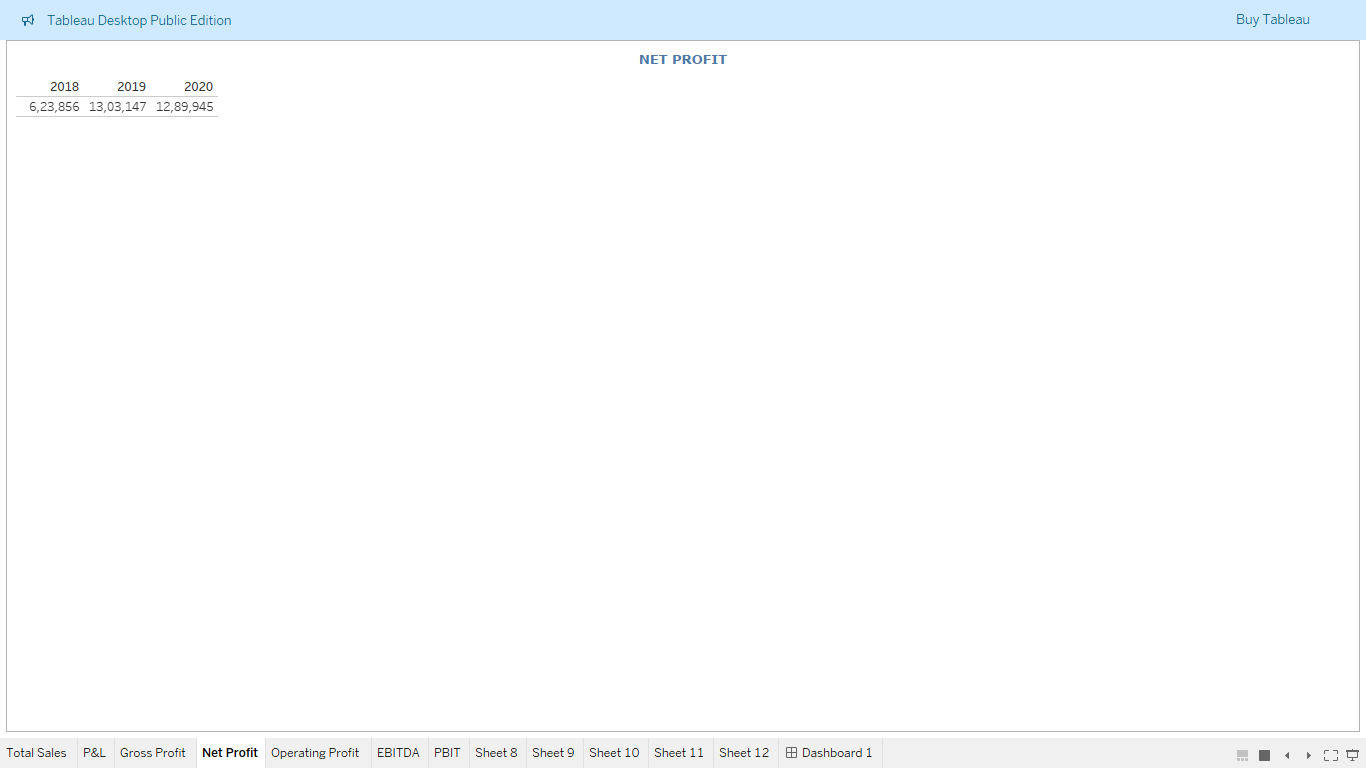 Tableau Desktop Public Edition Buy Tableau
NET PROFIT
2018 2019 2020
6,23,856 13,03,147 12,89,945
Total Sales P&L Gross Profit Net Profit Operating Profit EBITDA PBIT Sheet 8 Sheet 9 Sheet 10 Sheet 11 Sheet 12 Dashboard 1